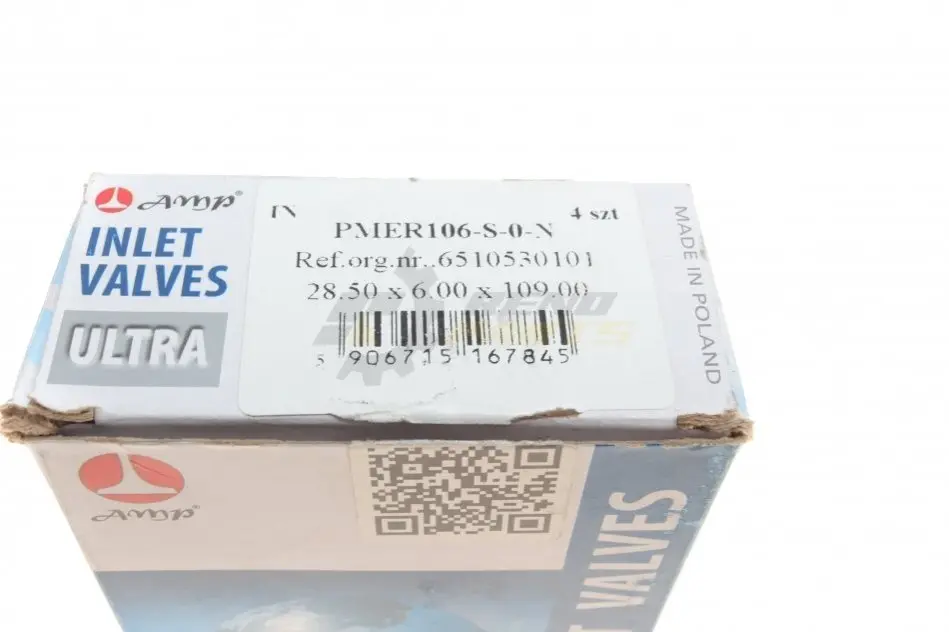 AMP®
INLET
VALVES
ULTRA
IN 4 szt
PMER106-S-0-N
Ref.org.nr..6510530101
28.50 x 6.00 x 109.00
5 906715 167845
MADE IN POLAND
AMP®
T VALVES